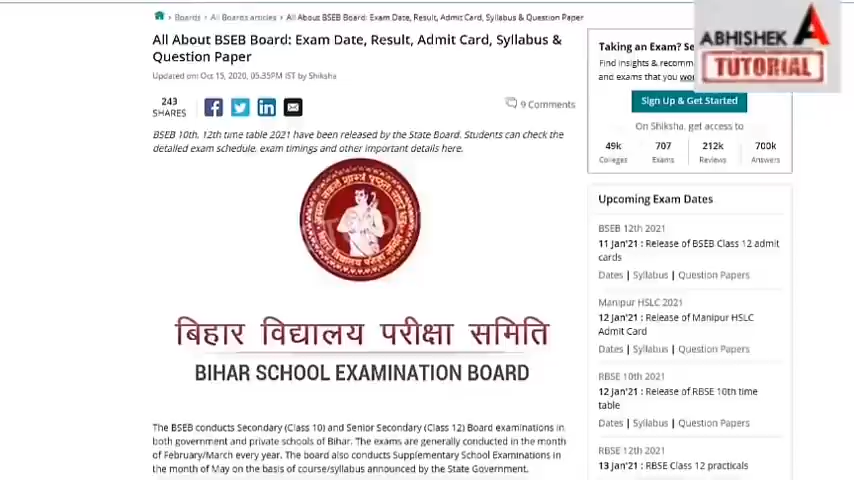 Boards > All Boards articles > All About BSEB Board: Exam Date, Result, Admit Card, Syllabus & Question Paper
All About BSEB Board: Exam Date, Result, Admit Card, Syllabus &
Question Paper
Updated on: Oct 15, 2020, 05:35PM IST by Shiksha
243
SHARES
9 Comments
BSEB 10th, 12th time table 2021 have been released by the State Board. Students can check the
detailed exam schedule, exam timings and other important details here.
बिहार विद्यालय परीक्षा समिति
BIHAR SCHOOL EXAMINATION BOARD
The BSEB conducts Secondary (Class 10) and Senior Secondary (Class 12) Board examinations in
both government and private schools of Bihar. The exams are generally conducted in the month
of February/March every year. The board also conducts Supplementary School Examinations in
the month of May on the basis of course/syllabus announced by the State Government.
ABHISHEK
TUTORIAL
Taking an Exam?
Find insights &
and exams that you
Sign Up & Get Started
On Shiksha, get access to
49k 707 212k 700k
Colleges Exams Reviews Answers
Upcoming Exam Dates
BSEB 12th 2021
11 Jan'21 : Release of BSEB Class 12 admit
cards
Dates | Syllabus | Question Papers
Manipur HSLC 2021
12 Jan'21 : Release of Manipur HSLC
Admit Card
Dates | Syllabus | Question Papers
RBSE 10th 2021
12 Jan'21 : Release of RBSE 10th time
table
Dates | Syllabus | Question Papers
RBSE 12th 2021
13 Jan'21 : RBSE Class 12 practicals